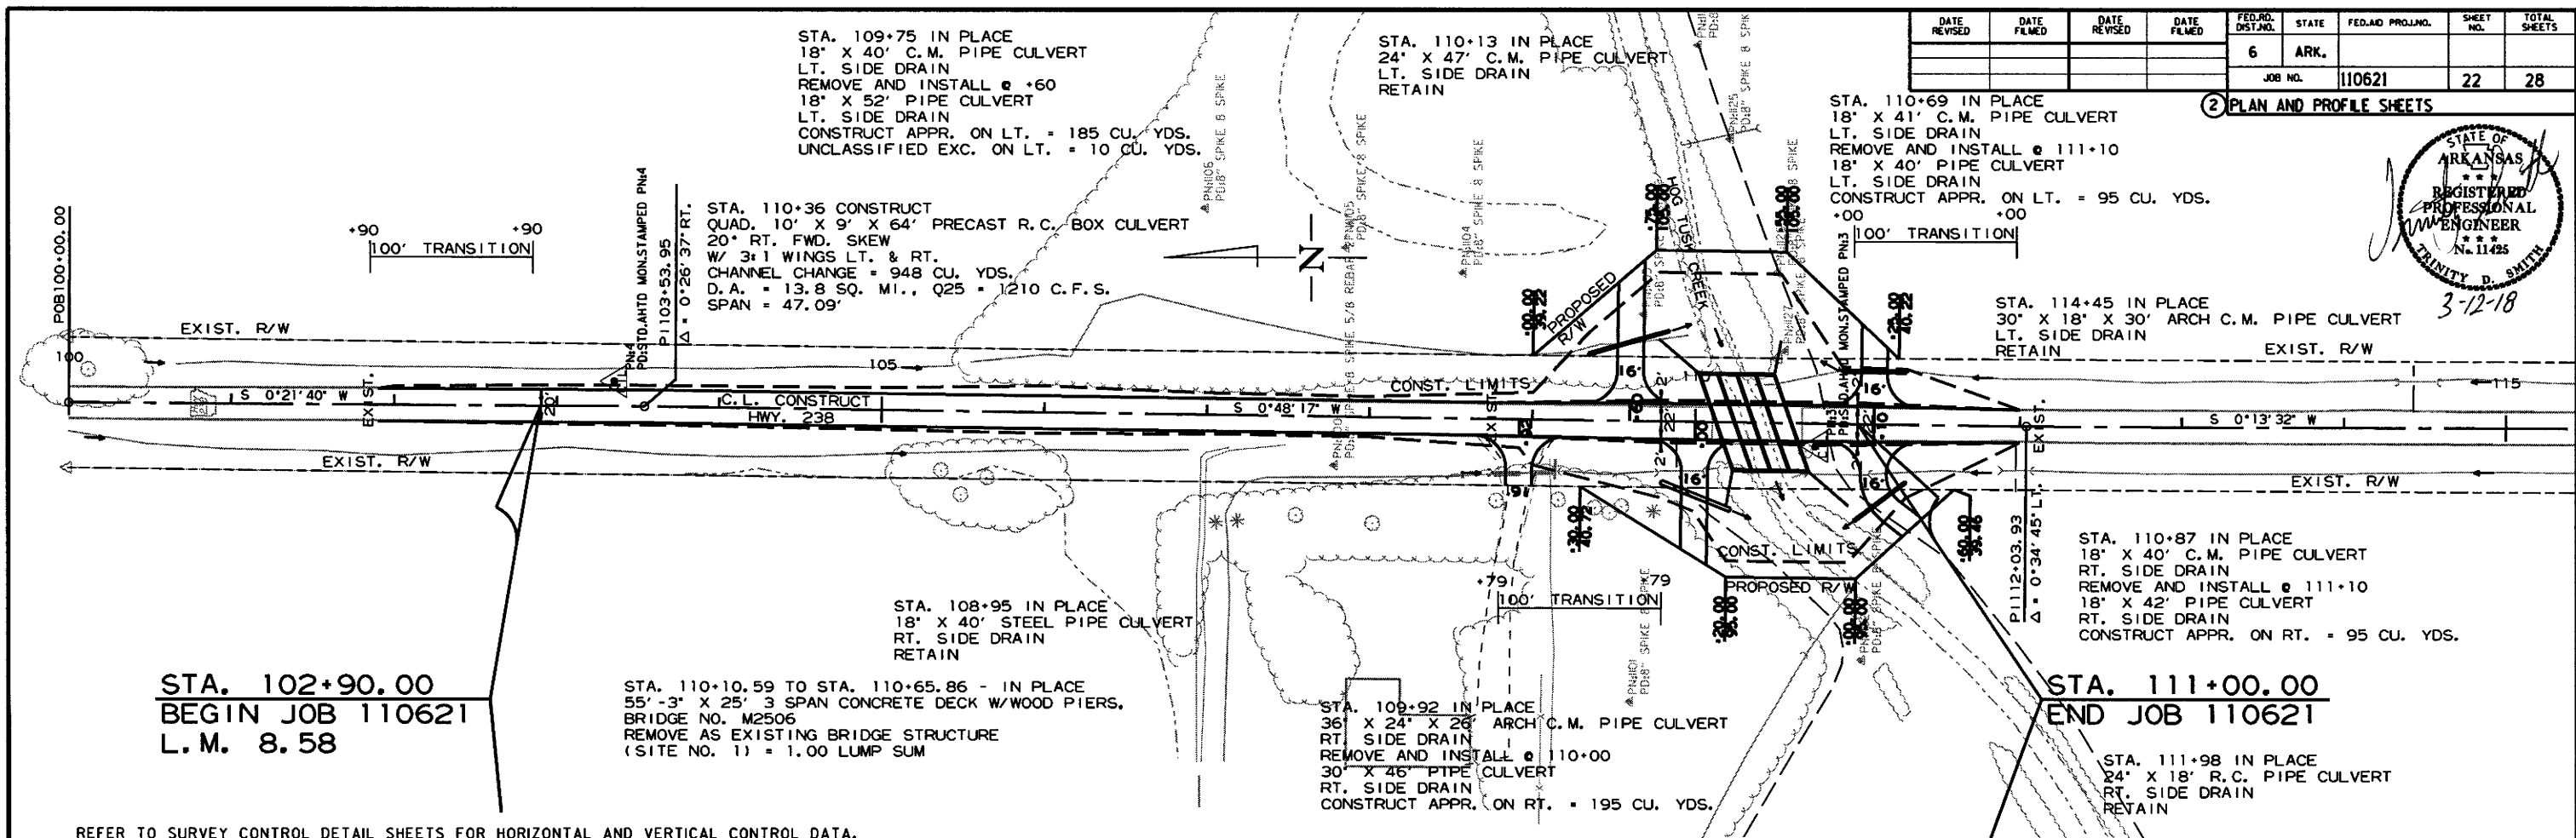 DATE REVISED
DATE FILMED
DATE REVISED
DATE FILMED
FED.RD. DIST.NO.
STATE
FED.AID PROJ.NO.
SHEET NO.
TOTAL SHEETS
6 ARK.
JOB NO. 110621 22 28
2 PLAN AND PROFILE SHEETS
STATE OF
ARKANSAS
REGISTERED
PROFESSIONAL
ENGINEER
No. 11425
TRINITY D. SMITH
3-12-18
STA. 109+75 IN PLACE
18" X 40' C.M. PIPE CULVERT
LT. SIDE DRAIN
REMOVE AND INSTALL @ +60
18" X 52' PIPE CULVERT
LT. SIDE DRAIN
CONSTRUCT APPR. ON LT. = 185 CU. YDS.
UNCLASSIFIED EXC. ON LT. = 10 CU. YDS.
STA. 110+13 IN PLACE
24" X 47' C.M. PIPE CULVERT
LT. SIDE DRAIN
RETAIN
STA. 110+69 IN PLACE
18" X 41' C.M. PIPE CULVERT
LT. SIDE DRAIN
REMOVE AND INSTALL @ 111+10
18" X 40' PIPE CULVERT
LT. SIDE DRAIN
CONSTRUCT APPR. ON LT. = 95 CU. YDS.
+00 +00
100' TRANSITION
STA. 110+36 CONSTRUCT
QUAD. 10' X 9' X 64' PRECAST R.C. BOX CULVERT
20° RT. FWD. SKEW
W/ 3:1 WINGS LT. & RT.
CHANNEL CHANGE = 948 CU. YDS.
D.A. = 13.8 SQ. MI., Q25 = 1210 C.F.S.
SPAN = 47.09'
+90 +90
100' TRANSITION
POB100+00.00
PN:4
PD:STD.AHTD MON.STAMPED PN:4
PI103+53.95
Δ = 0°26'37" RT.
N
HOG TUSK CREEK
PROPOSED
R/W
STA. 114+45 IN PLACE
30" X 18" X 30' ARCH C.M. PIPE CULVERT
LT. SIDE DRAIN
RETAIN
EXIST. R/W
EXIST. R/W
100
105
115
S 0°21'40" W
EXIST.
20'
C.L. CONSTRUCT
HWY. 238
S 0°48'17" W
CONST. LIMITS
EXIST.
16'
16'
16'
16'
S 0°13'32" W
EXIST.
EXIST. R/W
EXIST. R/W
CONST. LIMITS
PROPOSED R/W
+79 +79
100' TRANSITION
PI112+03.93
Δ = 0°34'45" LT.
STA. 110+87 IN PLACE
18" X 40' C.M. PIPE CULVERT
RT. SIDE DRAIN
REMOVE AND INSTALL @ 111+10
18" X 42' PIPE CULVERT
RT. SIDE DRAIN
CONSTRUCT APPR. ON RT. = 95 CU. YDS.
STA. 108+95 IN PLACE
18" X 40' STEEL PIPE CULVERT
RT. SIDE DRAIN
RETAIN
STA. 102+90.00
BEGIN JOB 110621
L.M. 8.58
STA. 110+10.59 TO STA. 110+65.86 - IN PLACE
55'-3" X 25' 3 SPAN CONCRETE DECK W/WOOD PIERS.
BRIDGE NO. M2506
REMOVE AS EXISTING BRIDGE STRUCTURE
(SITE NO. 1) = 1.00 LUMP SUM
STA. 109+92 IN PLACE
36" X 24" X 26' ARCH C.M. PIPE CULVERT
RT. SIDE DRAIN
REMOVE AND INSTALL @ 110+00
30" X 46' PIPE CULVERT
RT. SIDE DRAIN
CONSTRUCT APPR. ON RT. = 195 CU. YDS.
STA. 111+00.00
END JOB 110621
STA. 111+98 IN PLACE
24" X 18' R.C. PIPE CULVERT
RT. SIDE DRAIN
RETAIN
REFER TO SURVEY CONTROL DETAIL SHEETS FOR HORIZONTAL AND VERTICAL CONTROL DATA.